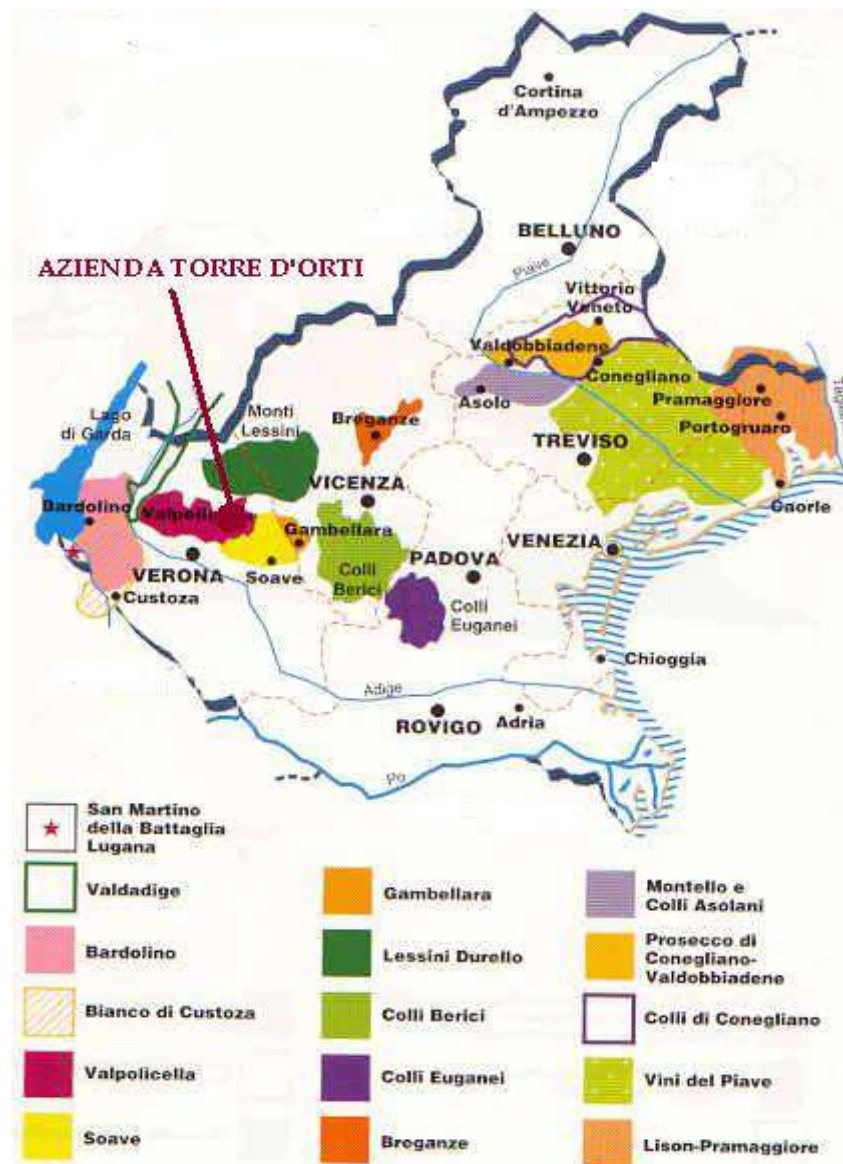 Cortina
d'Ampezzo
BELLUNO
Piave
AZIENDA TORRE D'ORTI
Vittorio
Veneto
Valdobbiadene
Conegliano
Asolo
Pramaggiore
Portogruaro
Lago
di Garda
Monti
Lessini
Breganze
TREVISO
VICENZA
Caorle
Bardolino
Gambellara
VENEZIA
PADOVA
VERONA
Soave
Colli
Berici
Custoza
Colli
Euganei
Chioggia
Adige
ROVIGO
Adria
Po
San Martino
della Battaglia
Lugana
Valdadige
Bardolino
Bianco di Custoza
Valpolicella
Soave
Gambellara
Lessini Durello
Colli Berici
Colli Euganei
Breganze
Montello e
Colli Asolani
Prosecco di
Conegliano-
Valdobbiadene
Colli di Conegliano
Vini del Piave
Lison-Pramaggiore